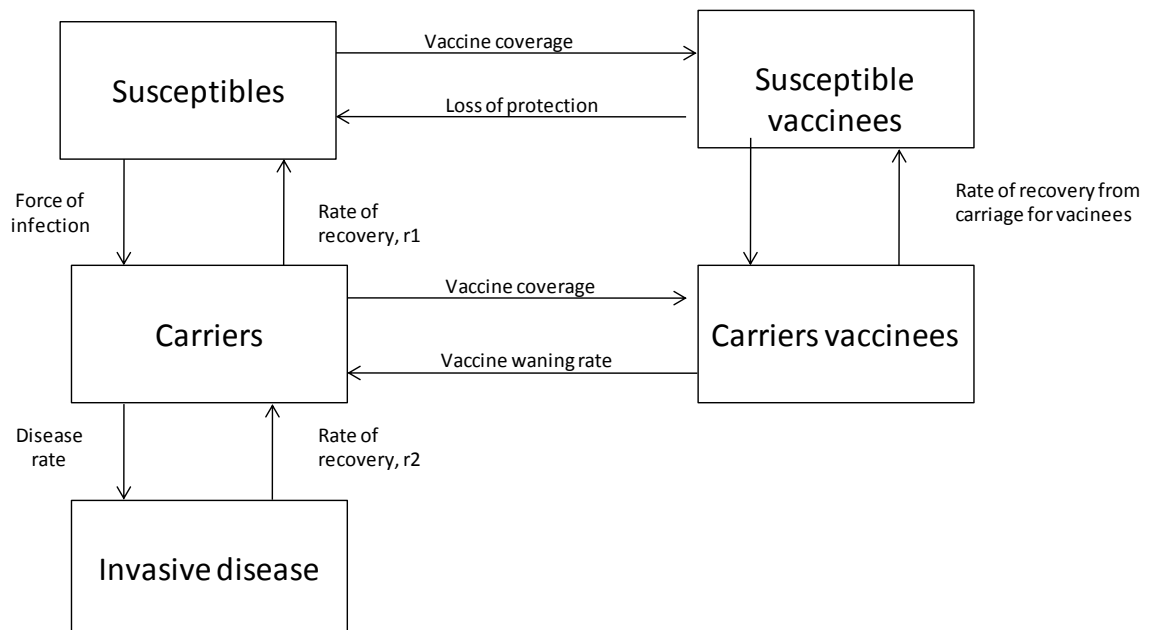 Vaccine coverage
Susceptibles
Susceptible
vaccinees
Loss of protection
Force of
infection
Rate of
recovery, r1
Rate of recovery from
carriage for vacinees
Vaccine coverage
Carriers
Carriers vaccinees
Vaccine waning rate
Disease
rate
Rate of
recovery, r2
Invasive disease